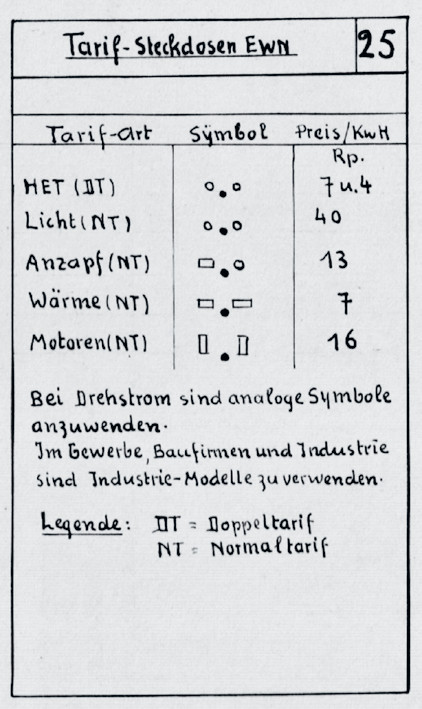 Tarif-Steckdosen EWN 25
Tarif-Art Symbol Preis/KwH
Rp.
HET (DT) 7 u. 4
Licht (NT) 40
Anzapf (NT) 13
Wärme (NT) 7
Motoren (NT) 16
Bei Drehstrom sind analoge Symbole
anzuwenden.
Im Gewerbe, Baufirmen und Industrie
sind Industrie-Modelle zu verwenden.
Legende: DT = Doppeltarif
NT = Normaltarif